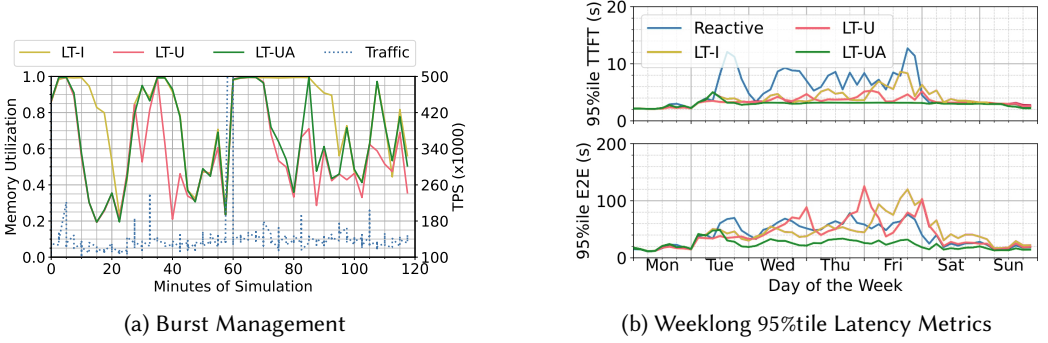 LT-I LT-U LT-UA Traffic
1.0
0.8
0.6
0.4
0.2
0.0
Memory Utilization
500
420
340
260
180
100
TPS (x1000)
0 20 40 60 80 100 120
Minutes of Simulation
(a) Burst Management
20
10
0
95%ile TTFT (s)
Reactive LT-U
LT-I LT-UA
200
100
0
95%ile E2E (s)
Mon Tue Wed Thu Fri Sat Sun
Day of the Week
(b) Weeklong 95%tile Latency Metrics